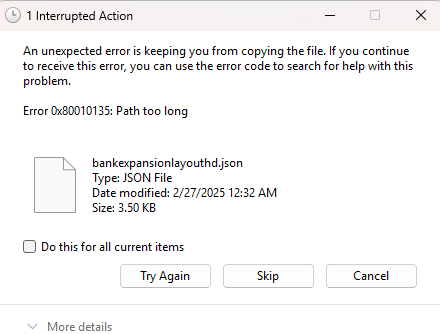 1 Interrupted Action
An unexpected error is keeping you from copying the file. If you continue
to receive this error, you can use the error code to search for help with this
problem.
Error 0x80010135: Path too long
bankexpansionlayouthd.json
Type: JSON File
Date modified: 2/27/2025 12:32 AM
Size: 3.50 KB
Do this for all current items
Try Again
Skip
Cancel
More details